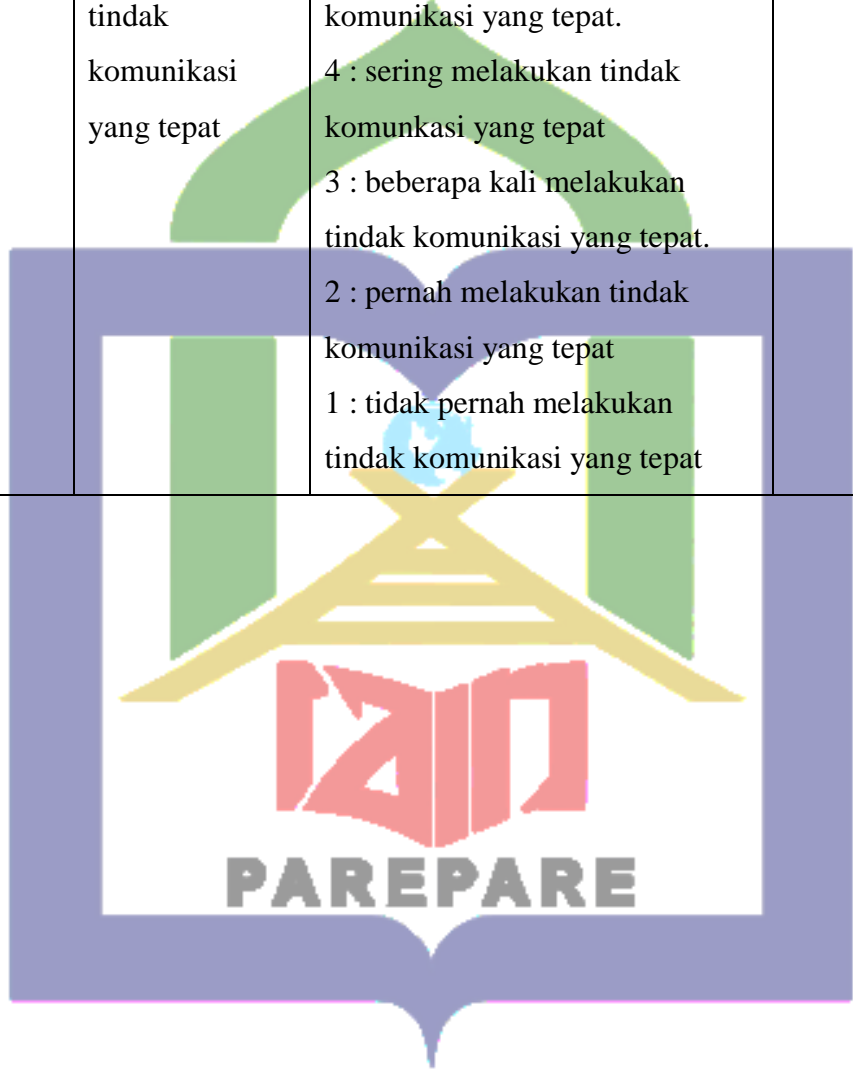 tindak
komunikasi
yang tepat
komunikasi yang tepat.
4 : sering melakukan tindak
komunkasi yang tepat
3 : beberapa kali melakukan
tindak komunikasi yang tepat.
2 : pernah melakukan tindak
komunikasi yang tepat
1 : tidak pernah melakukan
tindak komunikasi yang tepat
iain
PAREPARE